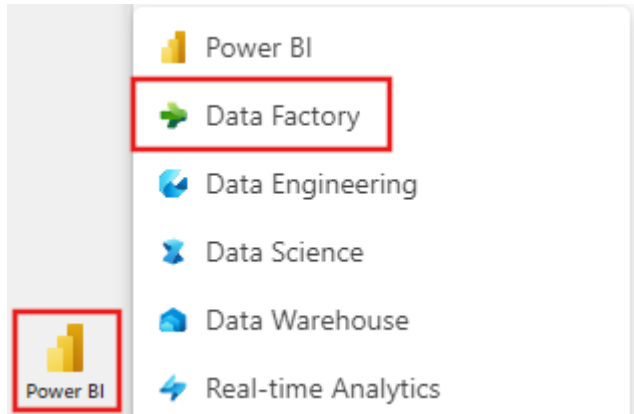 Power BI
Data Factory
Data Engineering
Data Science
Data Warehouse
Real-time Analytics
Power BI